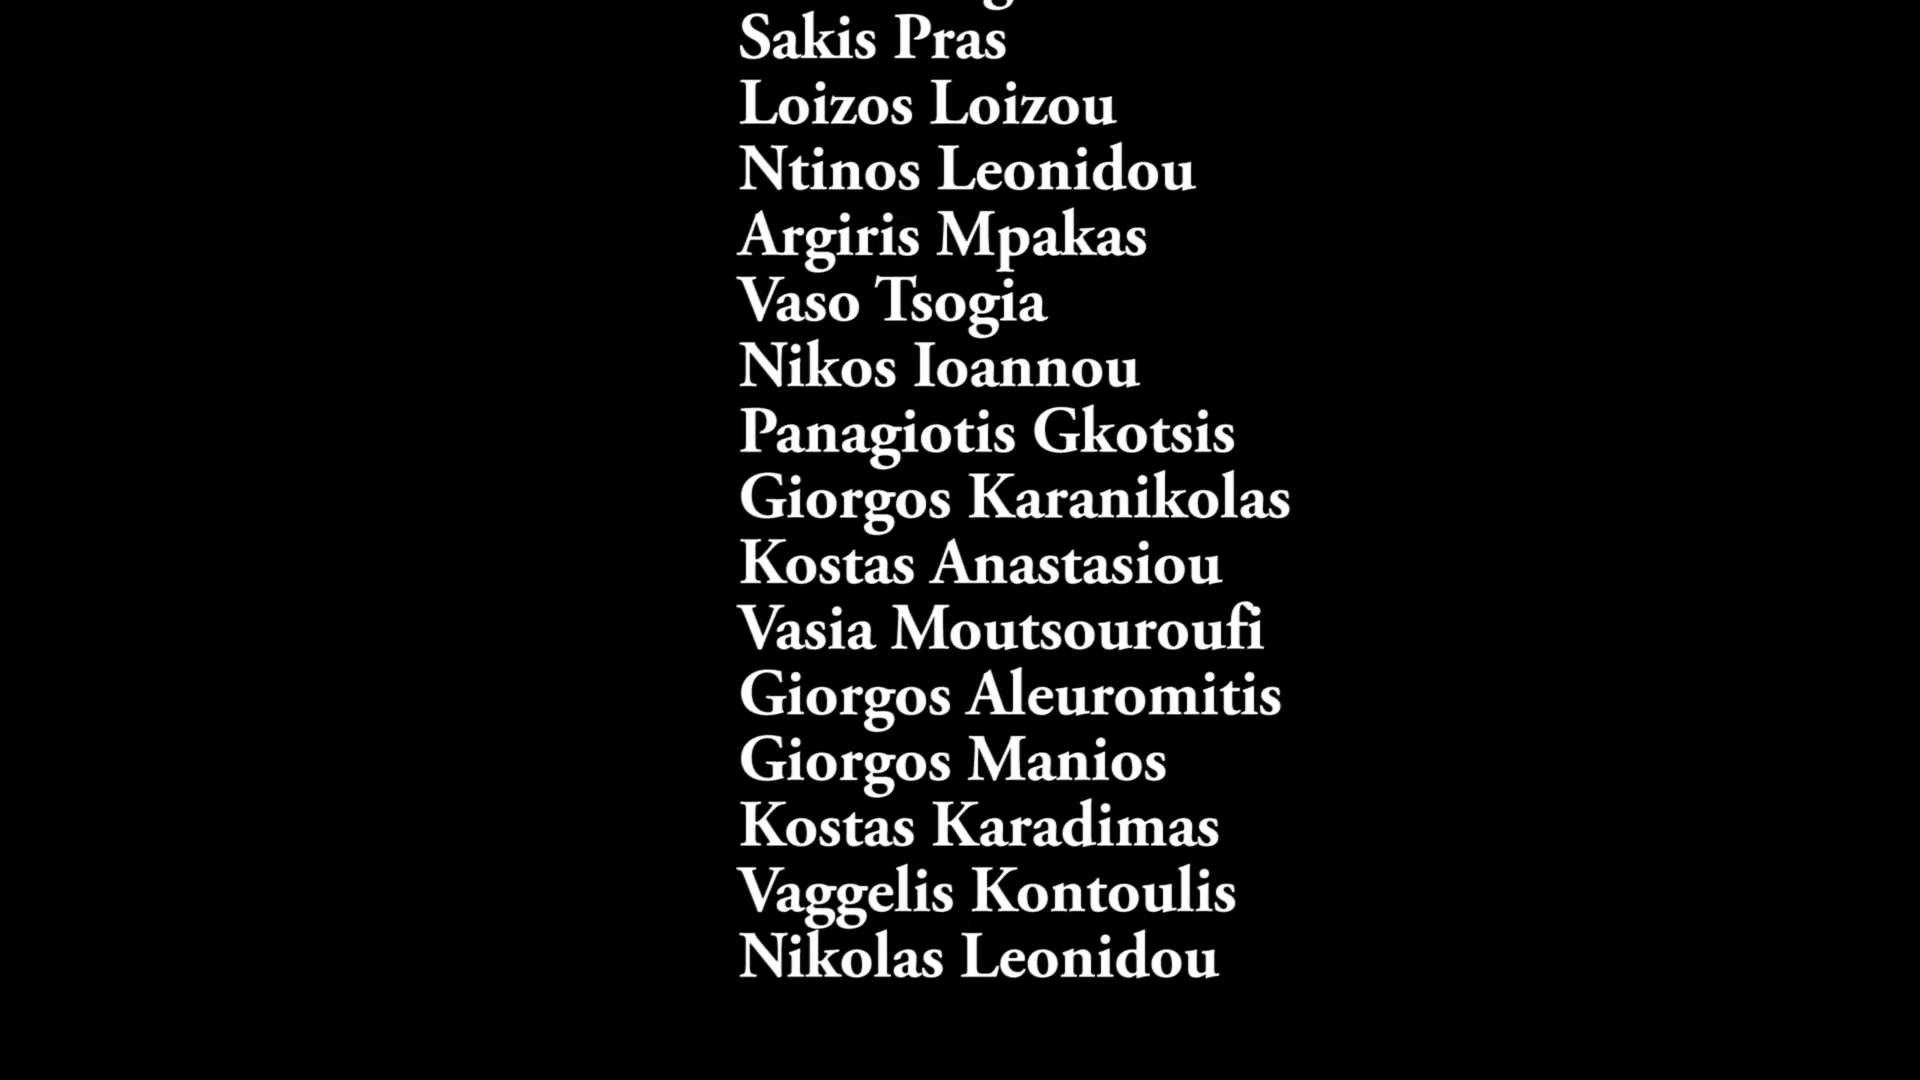 Sakis Pras
Loizos Loizou
Ntinos Leonidou
Argiris Mpakas
Vaso Tsogia
Nikos Ioannou
Panagiotis Gkotsis
Giorgos Karanikolas
Kostas Anastasiou
Vasia Moutsouroufi
Giorgos Aleuromitis
Giorgos Manios
Kostas Karadimas
Vaggelis Kontoulis
Nikolas Leonidou